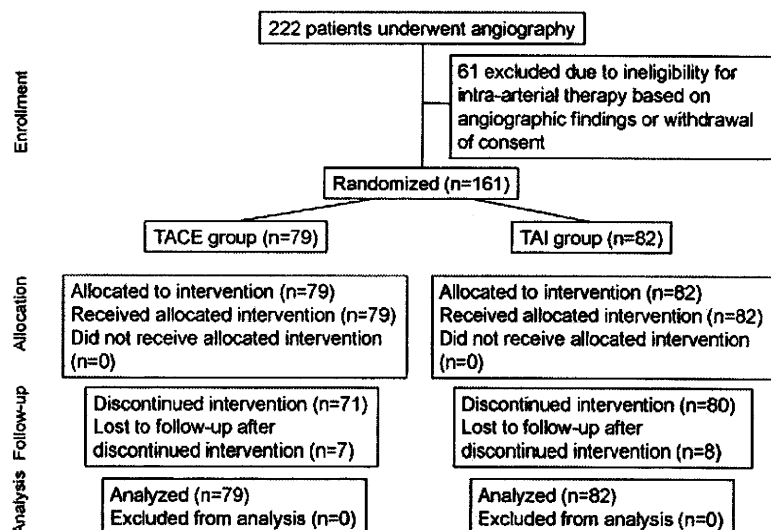 222 patients underwent angiography
Enrollment
61 excluded due to ineligibility for
intra-arterial therapy based on
angiographic findings or withdrawal
of consent
Randomized (n=161)
TACE group (n=79)
TAI group (n=82)
Allocation
Allocated to intervention (n=79)
Received allocated intervention (n=79)
Did not receive allocated intervention
(n=0)
Allocated to intervention (n=82)
Received allocated intervention (n=82)
Did not receive allocated intervention
(n=0)
Follow-up
Discontinued intervention (n=71)
Lost to follow-up after
discontinued intervention (n=7)
Discontinued intervention (n=80)
Lost to follow-up after
discontinued intervention (n=8)
Analysis
Analyzed (n=79)
Excluded from analysis (n=0)
Analyzed (n=82)
Excluded from analysis (n=0)